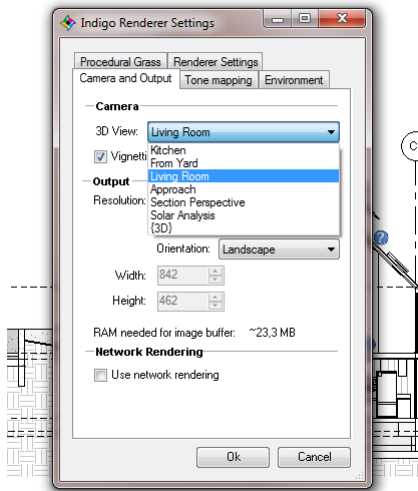 Indigo Renderer Settings
Procedural Grass Renderer Settings
Camera and Output Tone mapping Environment
Camera
3D View: Living Room
Vignetti
Kitchen
From Yard
Living Room
Approach
Section Perspective
Solar Analysis
{3D}
Output
Resolution:
Orientation: Landscape
Width: 842
Height: 462
RAM needed for image buffer: ~23,3 MB
Network Rendering
Use network rendering
Ok Cancel
C
?